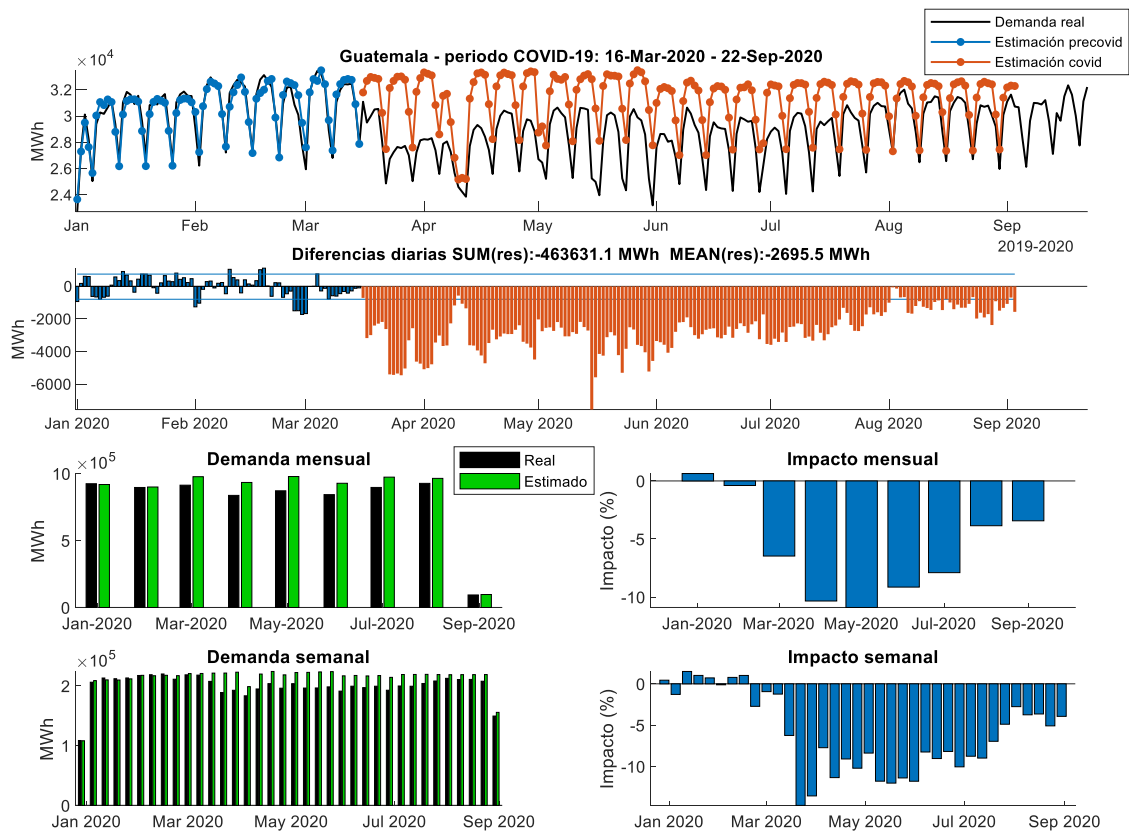 Demanda real
Estimación precovid
Estimación covid
Guatemala - periodo COVID-19: 16-Mar-2020 - 22-Sep-2020
×10^4
3.2
3
2.8
2.6
2.4
MWh
Jan Feb Mar Apr May Jun Jul Aug Sep
2019-2020
Diferencias diarias SUM(res):-463631.1 MWh MEAN(res):-2695.5 MWh
0
-2000
-4000
-6000
MWh
Jan 2020 Feb 2020 Mar 2020 Apr 2020 May 2020 Jun 2020 Jul 2020 Aug 2020 Sep 2020
Demanda mensual
×10^5
Real
Estimado
10
5
0
MWh
Jan-2020 Mar-2020 May-2020 Jul-2020 Sep-2020
Impacto mensual
0
-5
-10
Impacto (%)
Jan-2020 Mar-2020 May-2020 Jul-2020 Sep-2020
Demanda semanal
×10^5
2
1
0
MWh
Jan 2020 Mar 2020 May 2020 Jul 2020 Sep 2020
Impacto semanal
0
-5
-10
Impacto (%)
Jan 2020 Mar 2020 May 2020 Jul 2020 Sep 2020